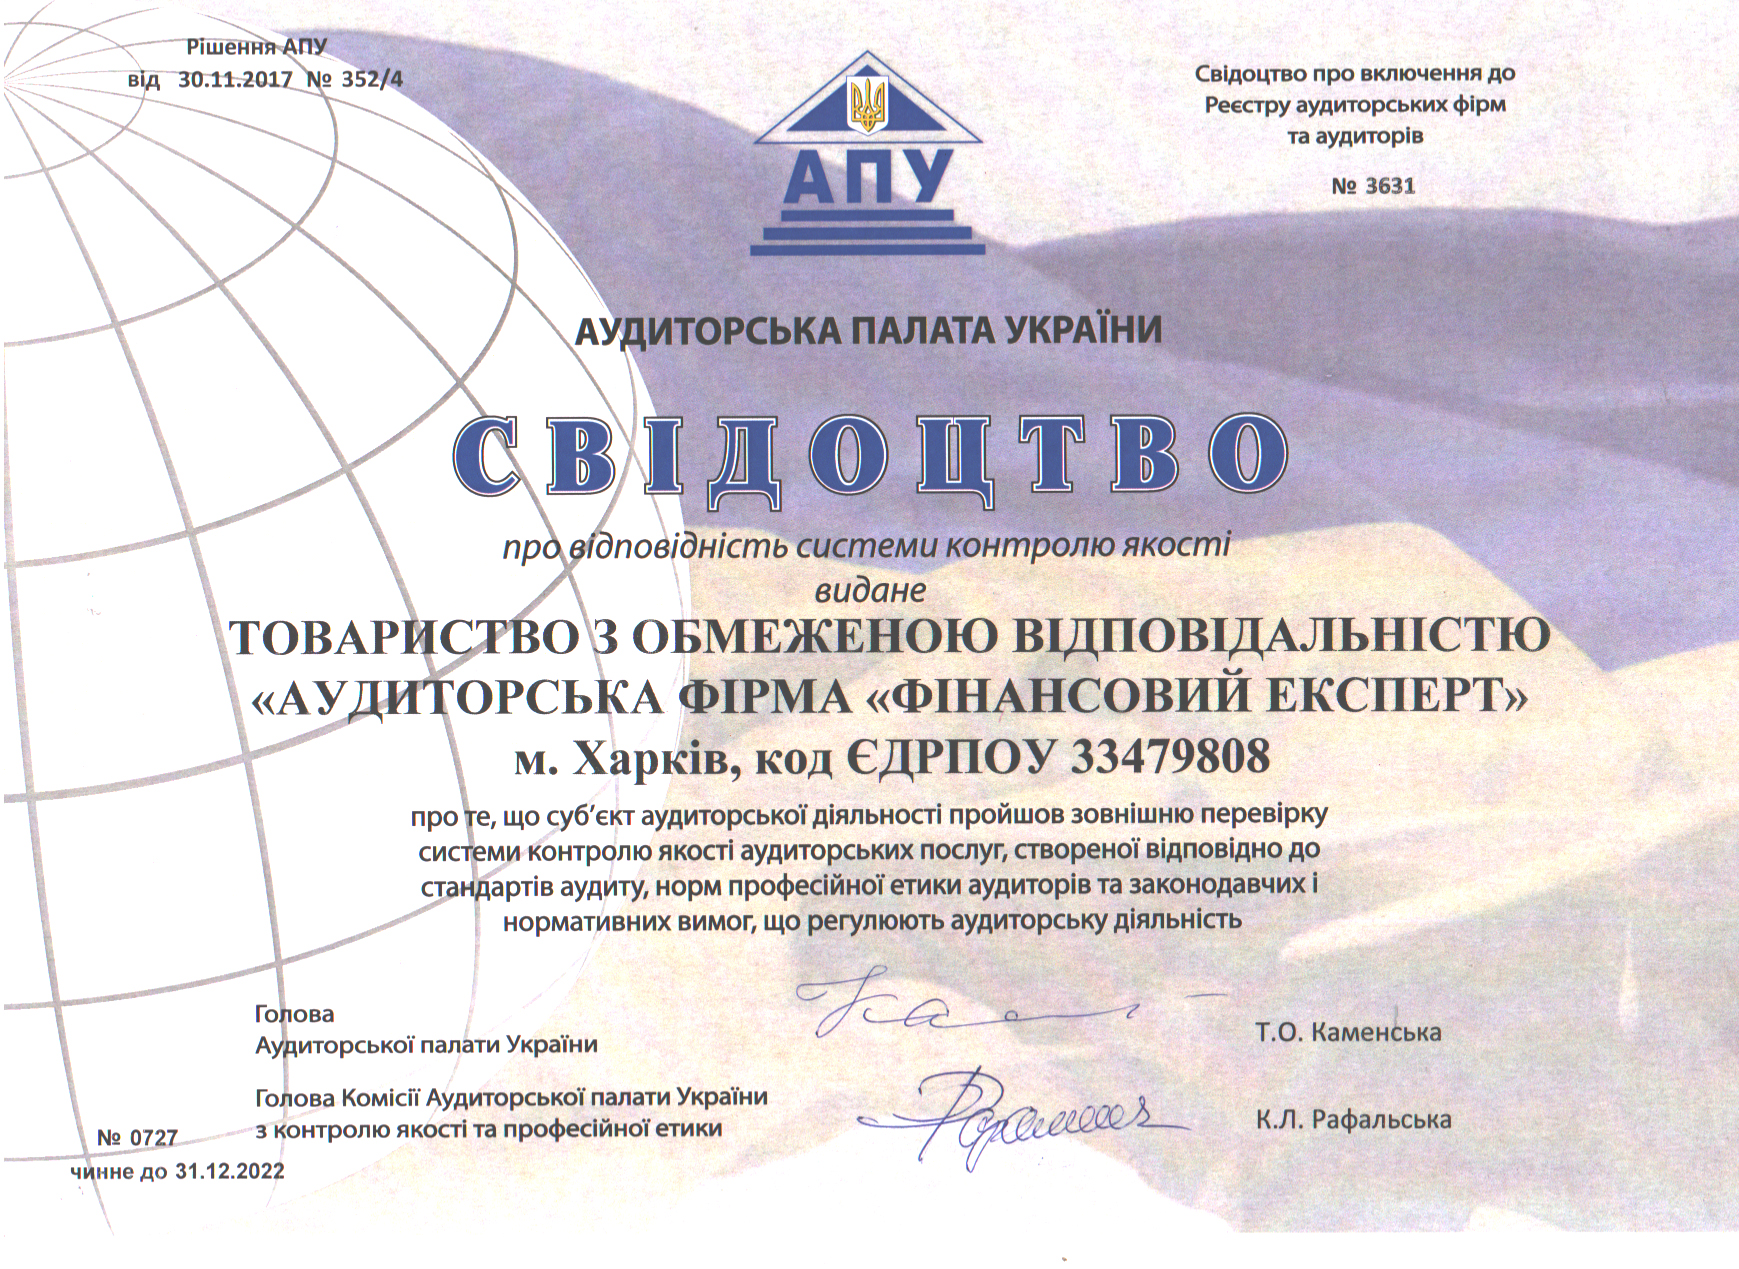 Рішення АПУ
від 30.11.2017 № 352/4
Свідоцтво про включення до
Реєстру аудиторських фірм
та аудиторів
№ 3631
АПУ
АУДИТОРСЬКА ПАЛАТА УКРАЇНИ
СВІДОЦТВО
про відповідність системи контролю якості
видане
ТОВАРИСТВО З ОБМЕЖЕНОЮ ВІДПОВІДАЛЬНІСТЮ
«АУДИТОРСЬКА ФІРМА «ФІНАНСОВИЙ ЕКСПЕРТ»
м. Харків, код ЄДРПОУ 33479808
про те, що суб’єкт аудиторської діяльності пройшов зовнішню перевірку
системи контролю якості аудиторських послуг, створеної відповідно до
стандартів аудиту, норм професійної етики аудиторів та законодавчих і
нормативних вимог, що регулюють аудиторську діяльність
Голова
Аудиторської палати України
Т.О. Каменська
Голова Комісії Аудиторської палати України
з контролю якості та професійної етики
К.Л. Рафальська
№ 0727
чинне до 31.12.2022